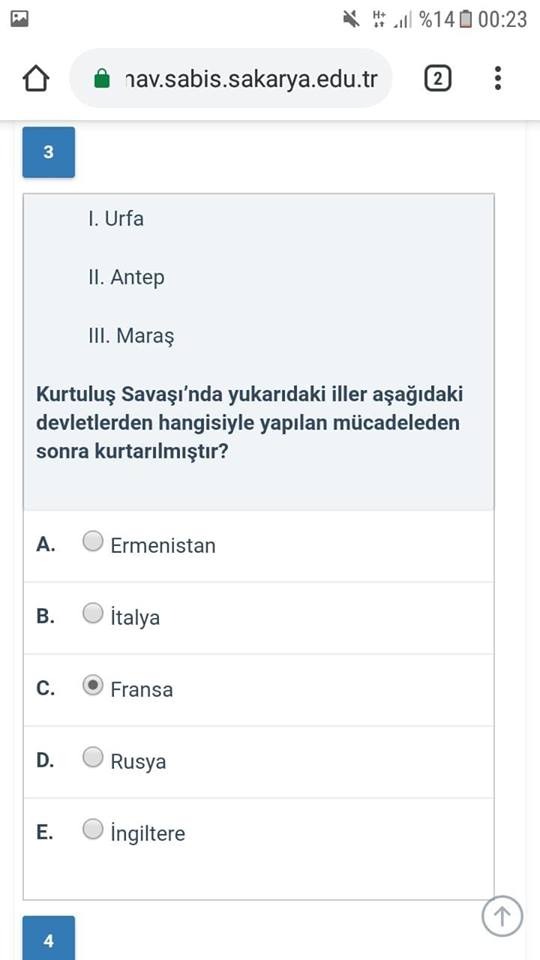 H+ %14 00:23
nav.sabis.sakarya.edu.tr 2
3
I. Urfa
II. Antep
III. Maraş
Kurtuluş Savaşı'nda yukarıdaki iller aşağıdaki
devletlerden hangisiyle yapılan mücadeleden
sonra kurtarılmıştır?
A. Ermenistan
B. İtalya
C. Fransa
D. Rusya
E. İngiltere
4